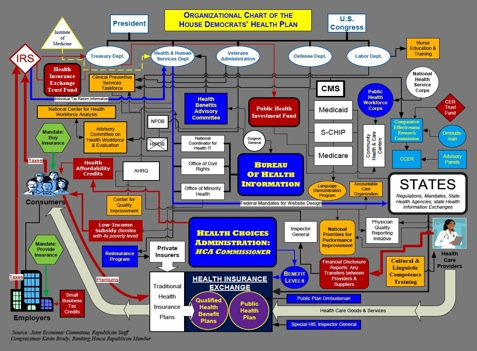 ORGANIZATIONAL CHART OF THE
HOUSE DEMOCRATS' HEALTH PLAN
President
U.S.
Congress
Institute
of
Medicine
Treasury Dept.
Health & Human
Services Dept
Veterans
Administration
Defense Dept.
Labor Dept.
Nurse
Education &
Training
IRS
Health
Insurance
Exchange
Trust Fund
Clinical Preventive
Services
Taskforce
CMS
Public
Health
Workforce
Corps
National
Health
Service
Corps
Individual Tax Return Information
Health
Benefits
Advisory
Committee
Public Health
Investment Fund
Medicaid
CER
Trust
Fund
National Center for Health
Workforce Analysis
NPDB
Mandate:
Buy
Insurance
Advisory
Committee on
Health Workforce
& Evaluation
HIPDB
National
Coordinator for
Health IT
Surgeon
General
S-CHIP
Community
Health & Care
Centers
Comparative
Effectiveness
Research
Commission
Ombuds-
man
Taxes
Health
Affordability
Credits
AHRQ
Office of Civil
Rights
BUREAU
OF HEALTH
INFORMATION
Medicare
CCER
Advisory
Panels
Office of Minority
Health
Language
Demonstration
Program
Accountable
Care
Organization
STATES
Regulations, Mandates, State
Health Agencies, state Health
Information Exchanges
Consumers
Center for
Quality
Improvement
Federal Mandates for Website Design
Low-Income
Subsidy (families
with 4x poverty level)
HEALTH CHOICES
ADMINISTRATION:
HCA COMMISSIONER
Inspector
General
National
Priorities for
Performance
Improvement
Physician
Quality
Reporting
Initiative
Mandate:
Provide
Insurance
Reinsurance
Program
Private
Insurers
Health
Care
Providers
Premiums
BENEFIT
LEVELS
Financial Disclosure
Reports: Any
Transfers between
Providers &
Suppliers
Cultural &
Linguistic
Competence
Training
Taxes
Small
Business
Tax
Credits
Traditional
Health
Insurance
Plans
HEALTH INSURANCE
EXCHANGE
Qualified
Health
Benefit
Plans
Public
Health
Plan
Public Plan Ombudsman
Health Care Goods & Services
Employers
Special HIE Inspector General
Source: Joint Economic Committee, Republican Staff
Congressman Kevin Brady, Ranking House Republican Member